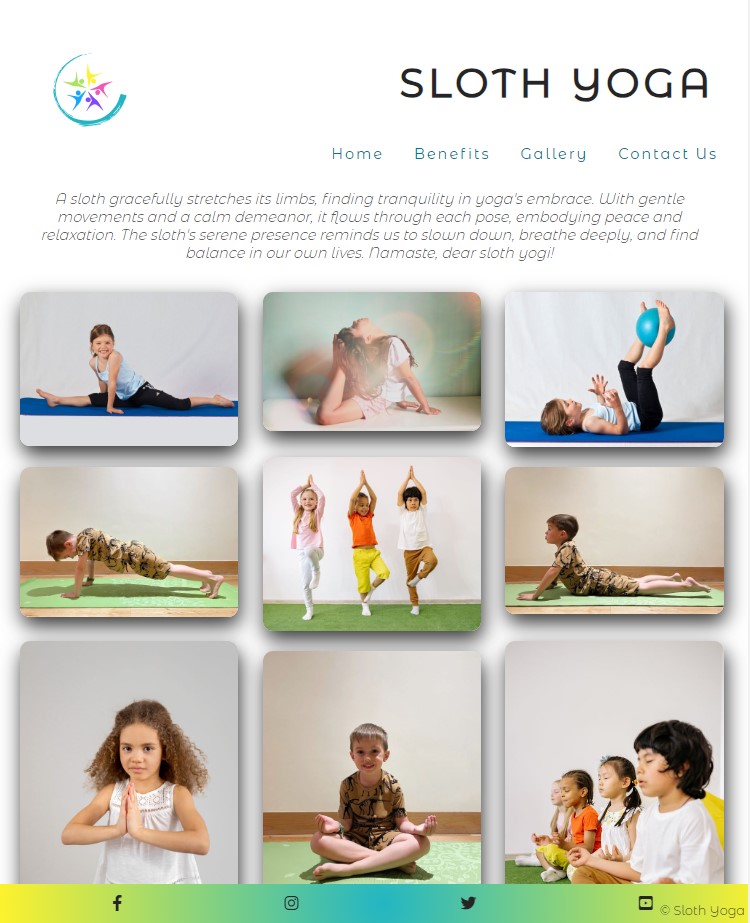 SLOTH YOGA
Home Benefits Gallery Contact Us
A sloth gracefully stretches its limbs, finding tranquility in yoga's embrace. With gentle
movements and a calm demeanor, it flows through each pose, embodying peace and
relaxation. The sloth's serene presence reminds us to slown down, breathe deeply, and find
balance in our own lives. Namaste, dear sloth yogi!
© Sloth Yoga